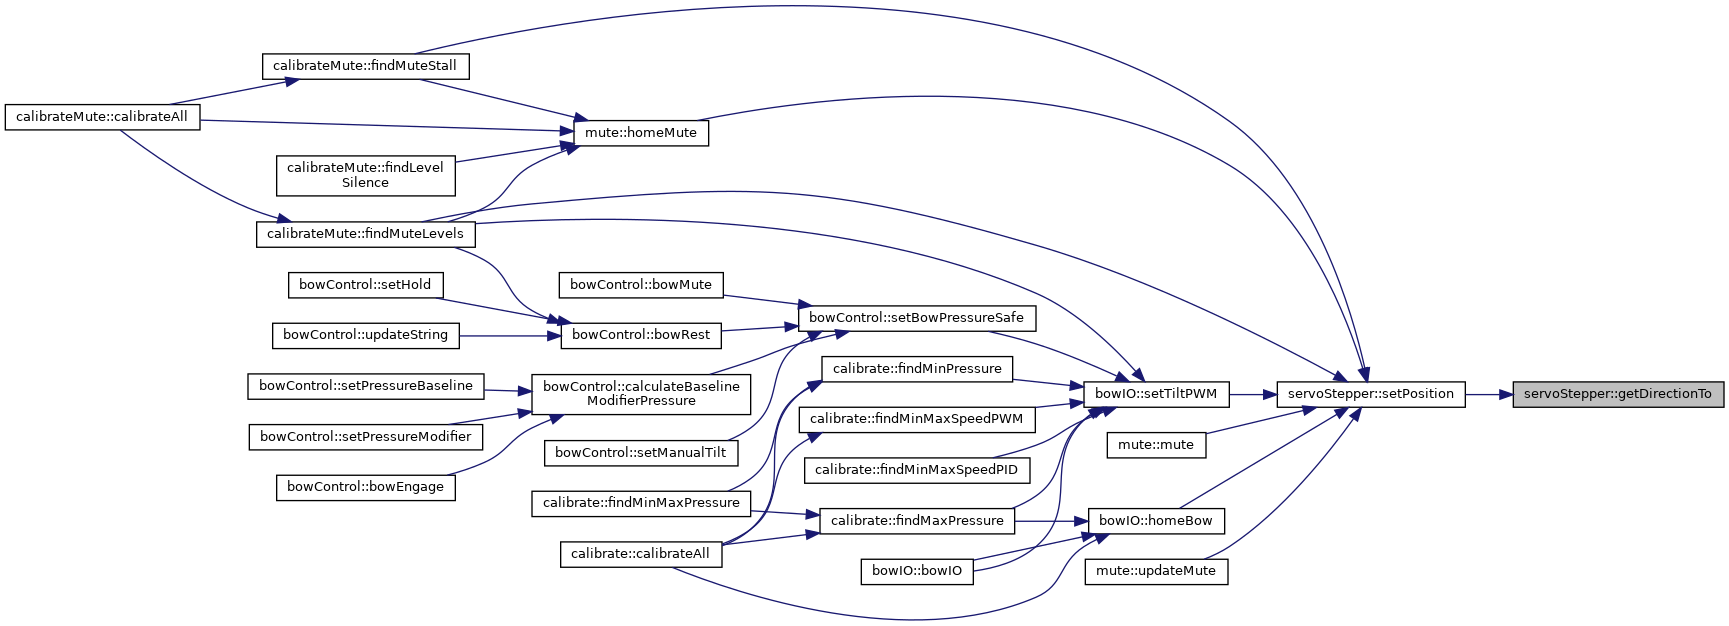 calibrateMute::findMuteStall
calibrateMute::calibrateAll
mute::homeMute
calibrateMute::findLevel
Silence
calibrateMute::findMuteLevels
bowControl::setHold
bowControl::bowMute
bowControl::setBowPressureSafe
bowControl::updateString
bowControl::bowRest
calibrate::findMinPressure
bowControl::setPressureBaseline
bowControl::calculateBaseline
ModifierPressure
bowIO::setTiltPWM
servoStepper::setPosition
servoStepper::getDirectionTo
calibrate::findMinMaxSpeedPWM
bowControl::setPressureModifier
mute::mute
bowControl::setManualTilt
calibrate::findMinMaxSpeedPID
bowControl::bowEngage
calibrate::findMinMaxPressure
calibrate::findMaxPressure
bowIO::homeBow
calibrate::calibrateAll
bowIO::bowIO
mute::updateMute